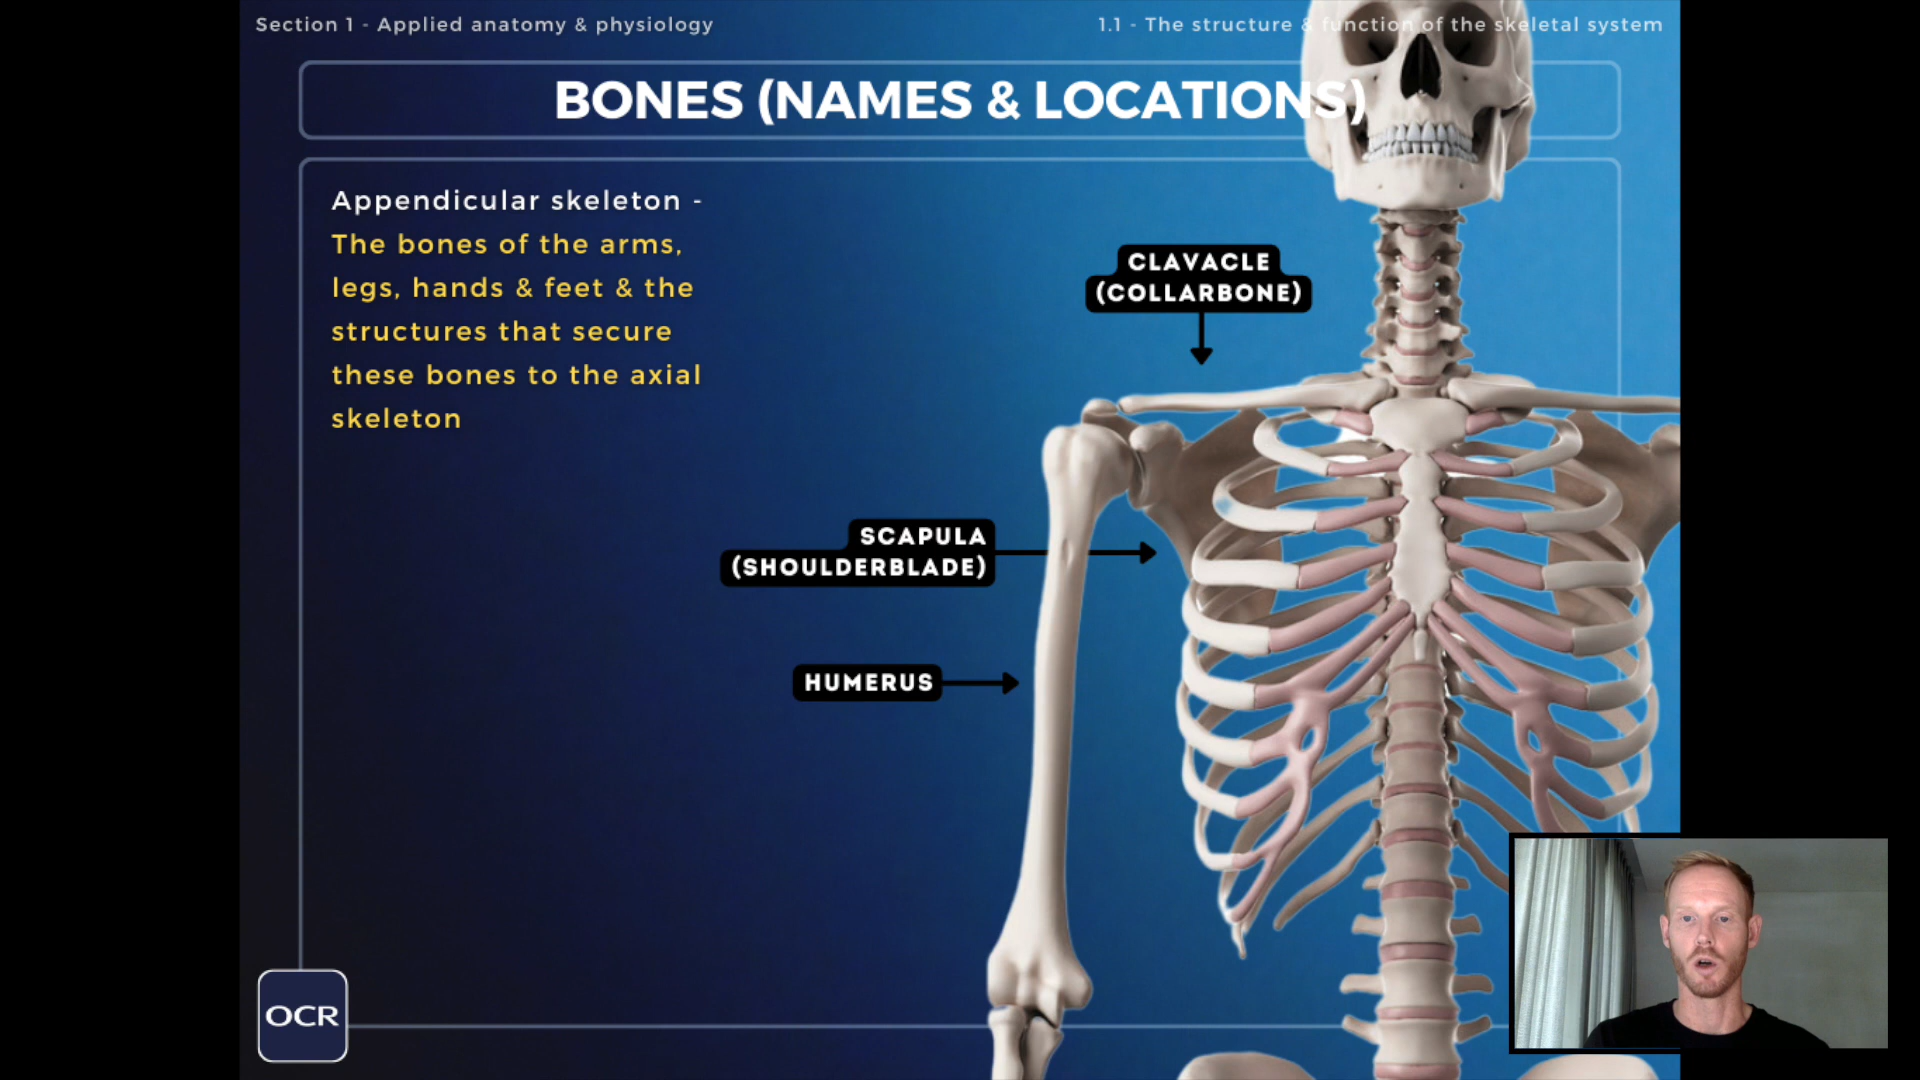 Section 1 - Applied anatomy & physiology
1.1 - The structure & function of the skeletal system
BONES (NAMES & LOCATIONS)
Appendicular skeleton -
The bones of the arms,
legs, hands & feet & the
structures that secure
these bones to the axial
skeleton
CLAVACLE
(COLLARBONE)
SCAPULA
(SHOULDERBLADE)
HUMERUS
OCR